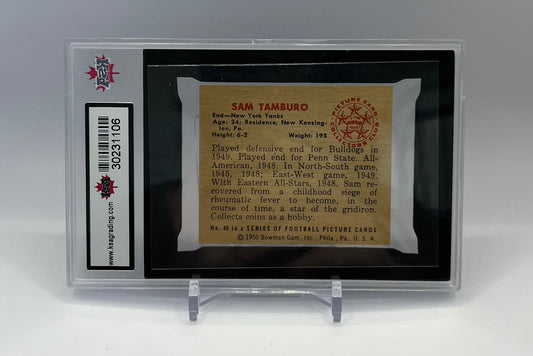 KSA
30231106
www.ksagrading.com
KSA
SAM TAMBURO
End—New York Yanks
Age: 24; Residence, New Kensing-
ton, Pa.
Height: 6-2 Weight: 195
PICTURE CARD
COLLECTORS CLUB
Played defensive end for Bulldogs in
1949. Played end for Penn State. All-
American, 1948. In North-South game,
1945, 1948; East-West game, 1949.
With Eastern All-Stars, 1948. Sam re-
covered from a childhood siege of
rheumatic fever to become, in the
course of time, a star of the gridiron.
Collects coins as a hobby.
No. 48 in a SERIES OF FOOTBALL PICTURE CARDS
© 1950 Bowman Gum, Inc., Phila., Pa., U. S. A.